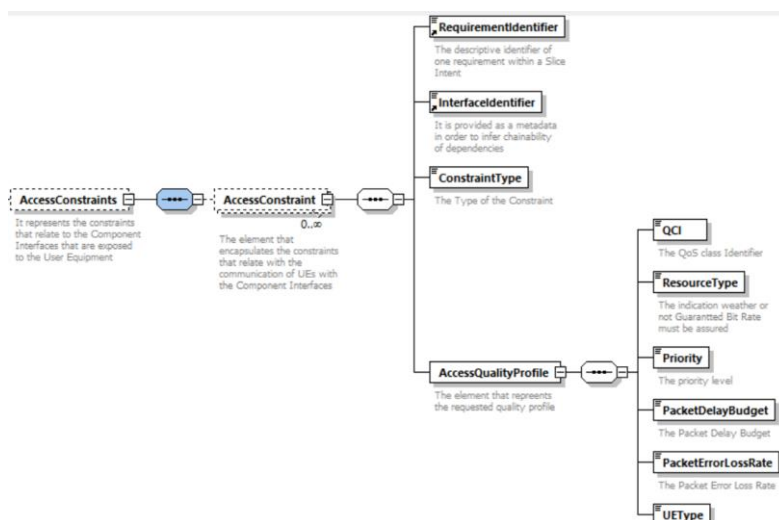 AccessConstraints
It represents the constraints
that relate to the Component
Interfaces that are exposed
to the User Equipment
AccessConstraint
0..∞
The element that
encapsulates the constraints
that relate with the
communication of UEs with
the Component Interfaces
RequirementIdentifier
The descriptive identifier of
one requirement within a Slice
Intent
InterfaceIdentifier
It is provided as a metadata
in order to infer chainability
of dependencies
ConstraintType
The Type of the Constraint
AccessQualityProfile
The element that repreents
the requested quality profile
QCI
The QoS class Identifier
ResourceType
The indication weather or
not Guarantted Bit Rate
must be assured
Priority
The priority level
PacketDelayBudget
The Packet Delay Budget
PacketErrorLossRate
The Packet Error Loss Rate
UEType